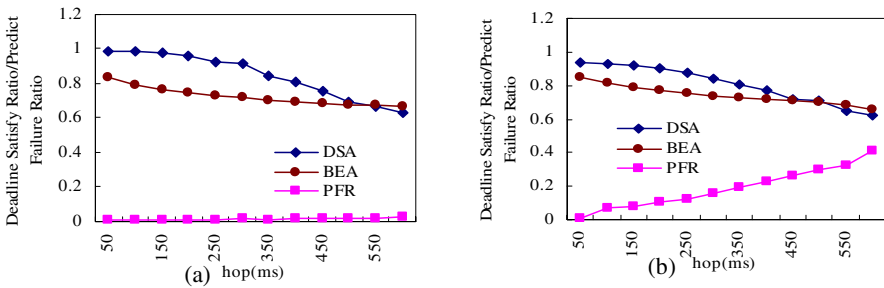 Deadline Satisfy Ratio/Predict
Failure Ratio
1.2
1
0.8
0.6
0.4
0.2
0
DSA
BEA
PFR
50
150
250
350
450
550
(a)
hop(ms)
Deadline Satisfy Ratio/Predict
Failure Ratio
1.2
1
0.8
0.6
0.4
0.2
0
DSA
BEA
PFR
50
150
250
350
450
550
hop(ms)
(b)